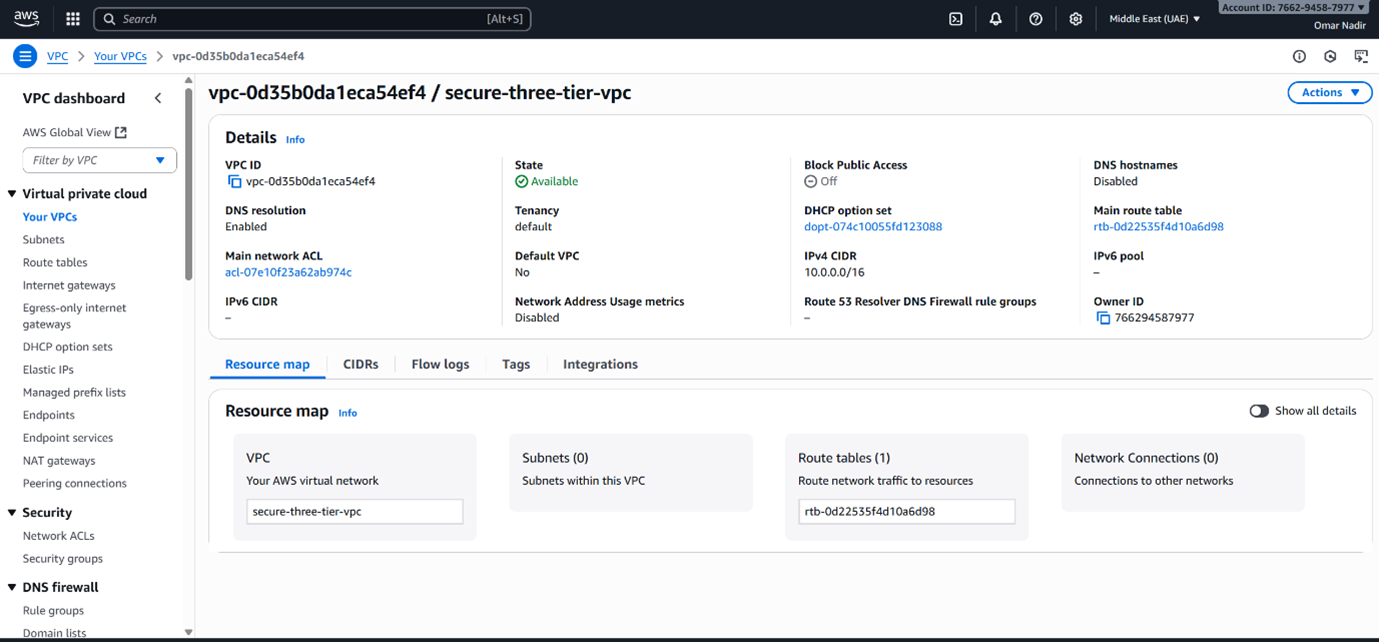 aws
Search [Alt+S]
Middle East (UAE) ▼
Account ID: 7662-9458-7977 ▼
Omar Nadir
VPC > Your VPCs > vpc-0d35b0da1eca54ef4
VPC dashboard
AWS Global View
Filter by VPC
Virtual private cloud
Your VPCs
Subnets
Route tables
Internet gateways
Egress-only internet
gateways
DHCP option sets
Elastic IPs
Managed prefix lists
Endpoints
Endpoint services
NAT gateways
Peering connections
Security
Network ACLs
Security groups
DNS firewall
Rule groups
Domain lists
vpc-0d35b0da1eca54ef4 / secure-three-tier-vpc
Actions ▼
Details Info
VPC ID
vpc-0d35b0da1eca54ef4
State
Available
Block Public Access
Off
DNS hostnames
Disabled
DNS resolution
Enabled
Tenancy
default
DHCP option set
dopt-074c10055fd123088
Main route table
rtb-0d22535f4d10a6d98
Main network ACL
acl-07e10f23a62ab974c
Default VPC
No
IPv4 CIDR
10.0.0.0/16
IPv6 pool
–
IPv6 CIDR
–
Network Address Usage metrics
Disabled
Route 53 Resolver DNS Firewall rule groups
–
Owner ID
766294587977
Resource map CIDRs Flow logs Tags Integrations
Resource map Info
Show all details
VPC
Your AWS virtual network
secure-three-tier-vpc
Subnets (0)
Subnets within this VPC
Route tables (1)
Route network traffic to resources
rtb-0d22535f4d10a6d98
Network Connections (0)
Connections to other networks